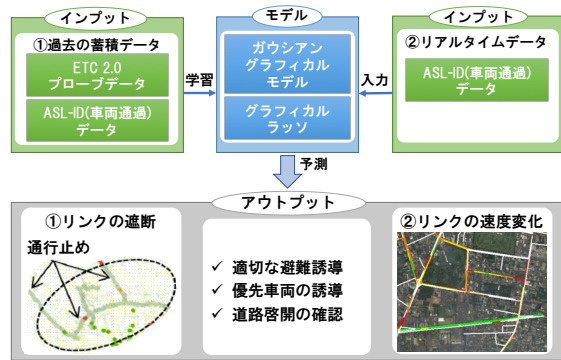 インプット
①過去の蓄積データ
ETC 2.0
プローブデータ
ASL-ID(車両通過)
データ
学習
モデル
ガウシアン
グラフィカル
モデル
グラフィカル
ラッソ
入力
インプット
②リアルタイムデータ
ASL-ID(車両通過)
データ
予測
アウトプット
①リンクの遮断
通行止め
✓ 適切な避難誘導
✓ 優先車両の誘導
✓ 道路啓開の確認
②リンクの速度変化